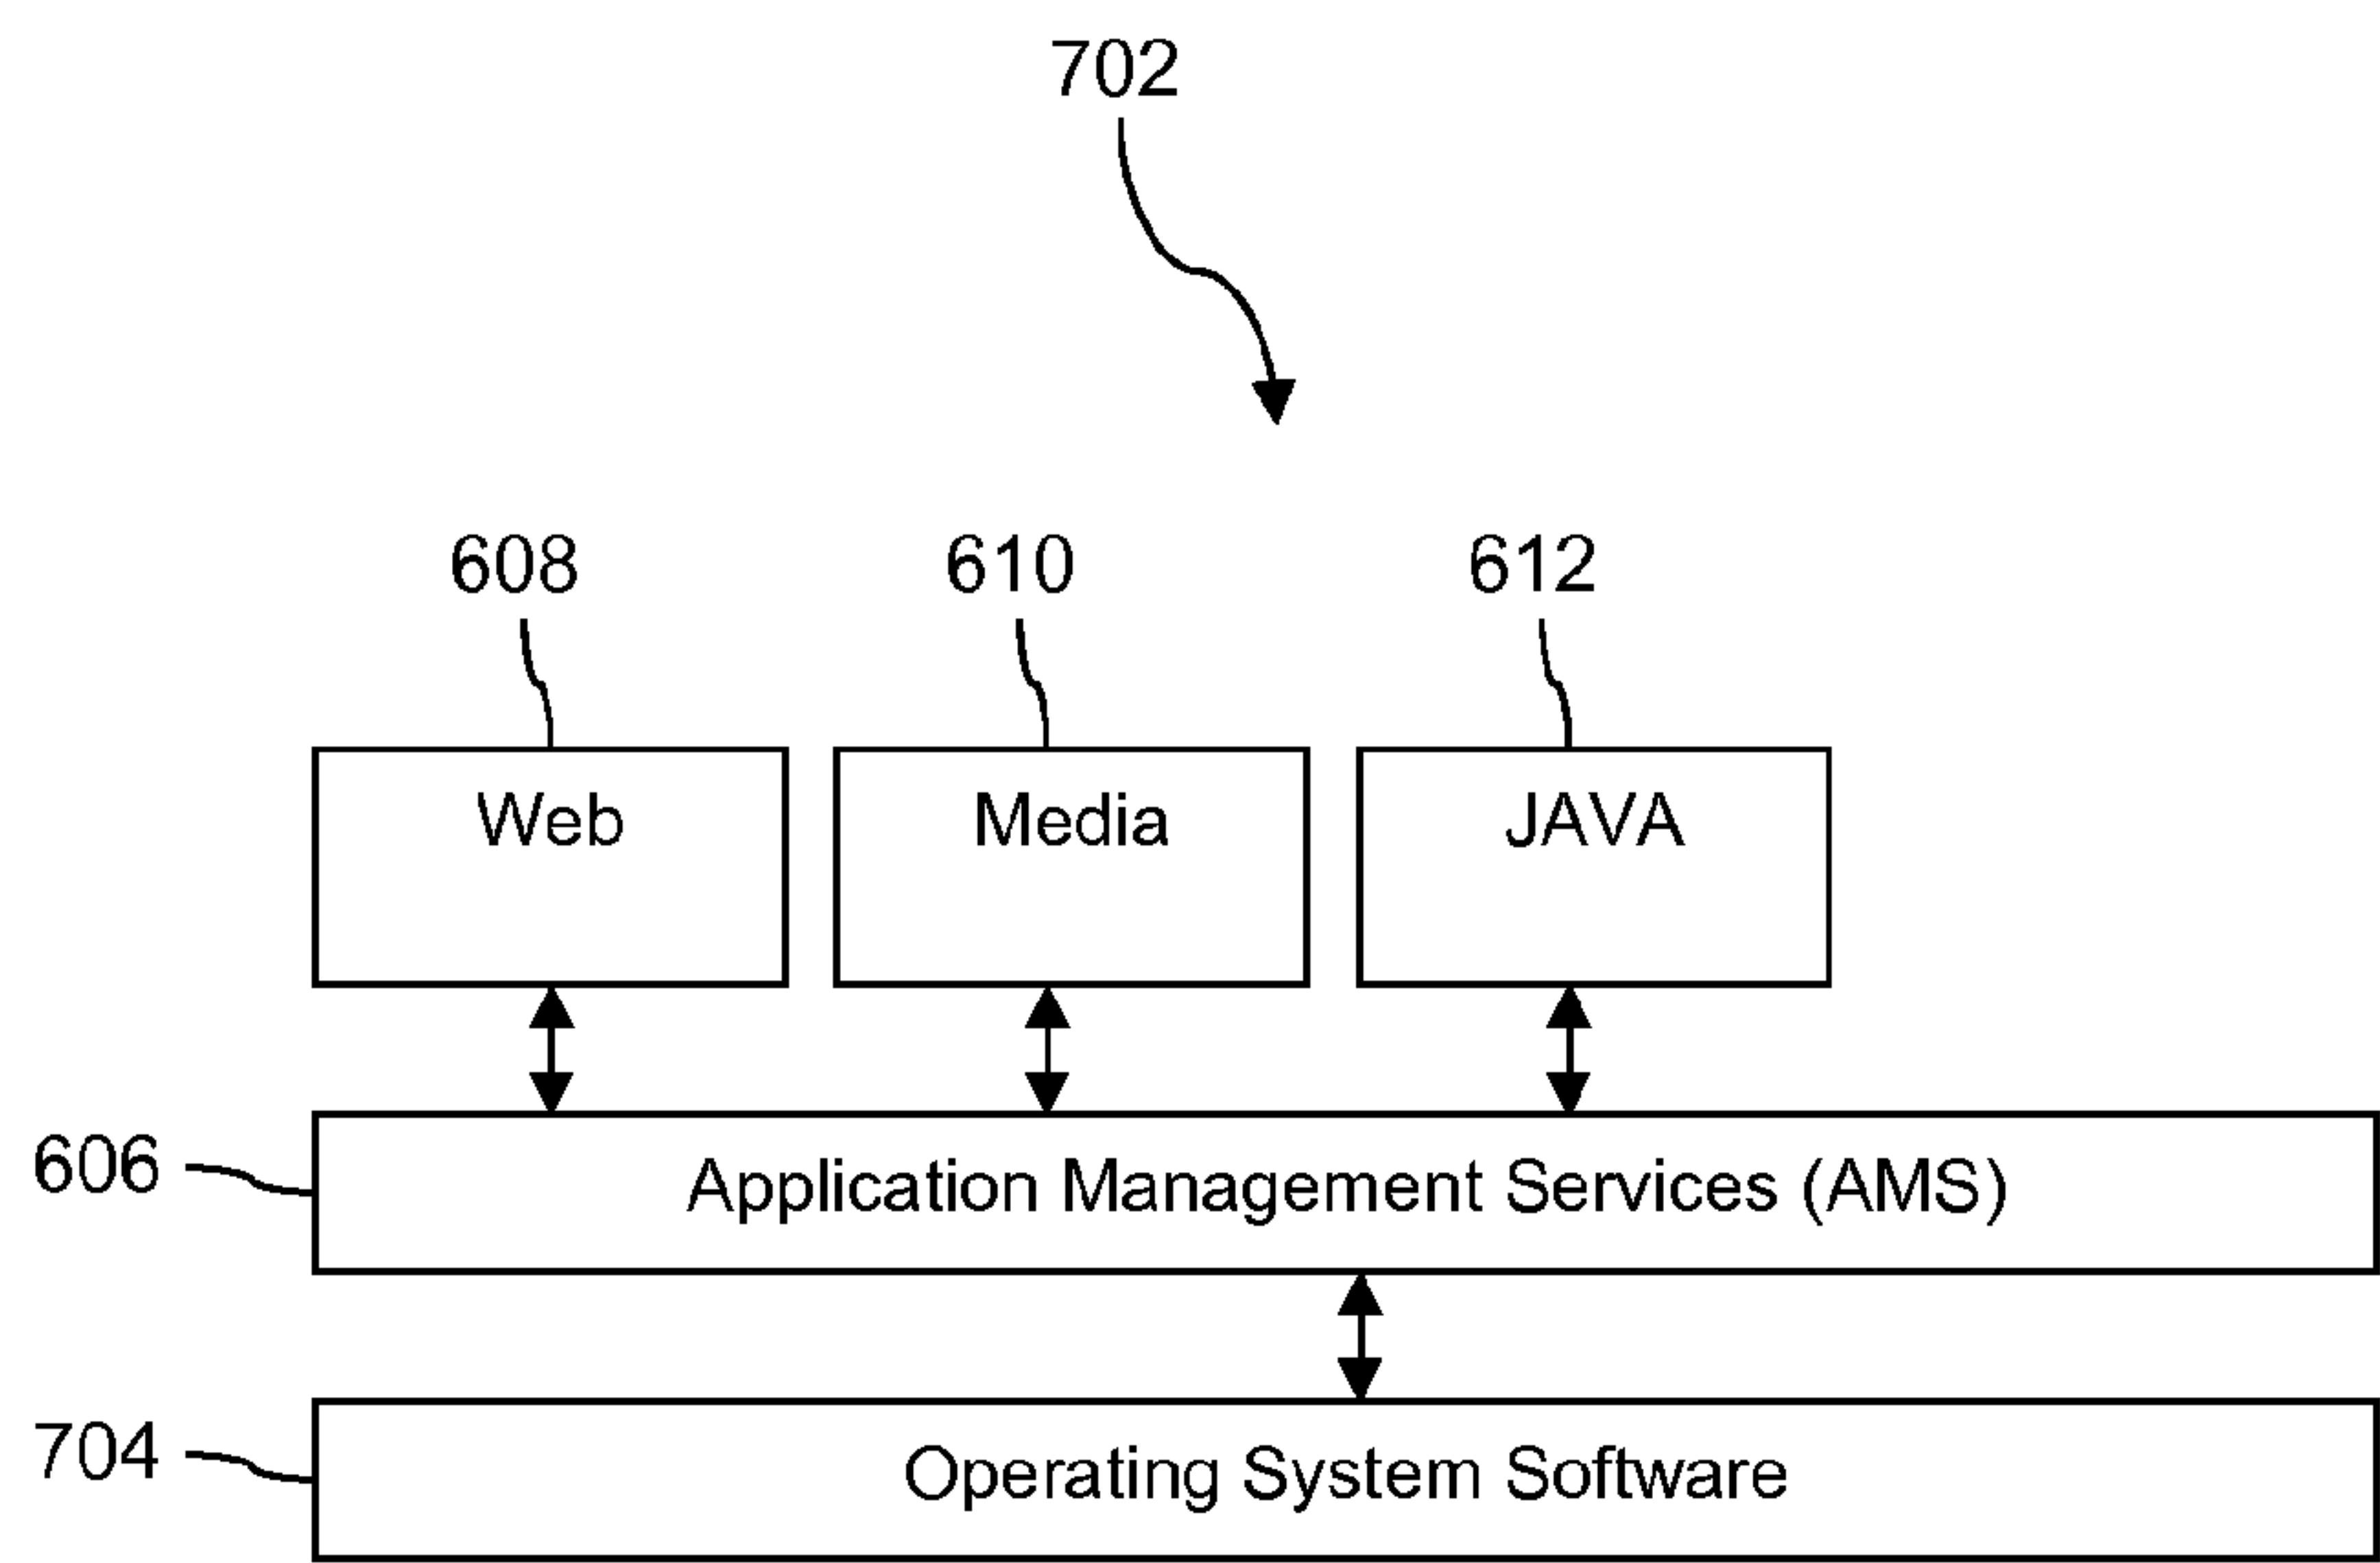 702
608
610
612
Web
Media
JAVA
606
Application Management Services (AMS)
704
Operating System Software